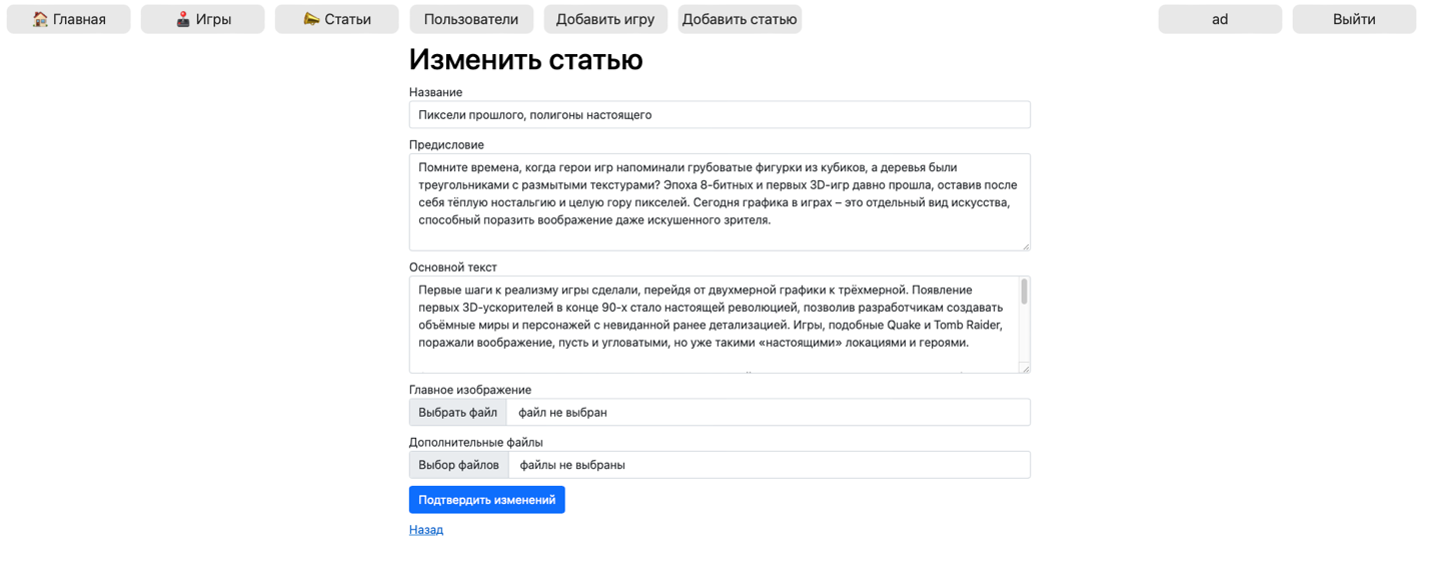 🏠 Главная 🕹️ Игры 📣 Статьи Пользователи Добавить игру Добавить статью ad Выйти
Изменить статью
Название
Пиксели прошлого, полигоны настоящего
Предисловие
Помните времена, когда герои игр напоминали грубоватые фигурки из кубиков, а деревья были
треугольниками с размытыми текстурами? Эпоха 8-битных и первых 3D-игр давно прошла, оставив после
себя тёплую ностальгию и целую гору пикселей. Сегодня графика в играх – это отдельный вид искусства,
способный поразить воображение даже искушенного зрителя.
Основной текст
Первые шаги к реализму игры сделали, перейдя от двухмерной графики к трёхмерной. Появление
первых 3D-ускорителей в конце 90-х стало настоящей революцией, позволив разработчикам создавать
объёмные миры и персонажей с невиданной ранее детализацией. Игры, подобные Quake и Tomb Raider,
поражали воображение, пусть и угловатыми, но уже такими «настоящими» локациями и героями.
Главное изображение
Выбрать файл файл не выбран
Дополнительные файлы
Выбор файлов файлы не выбраны
Подтвердить изменений
Назад